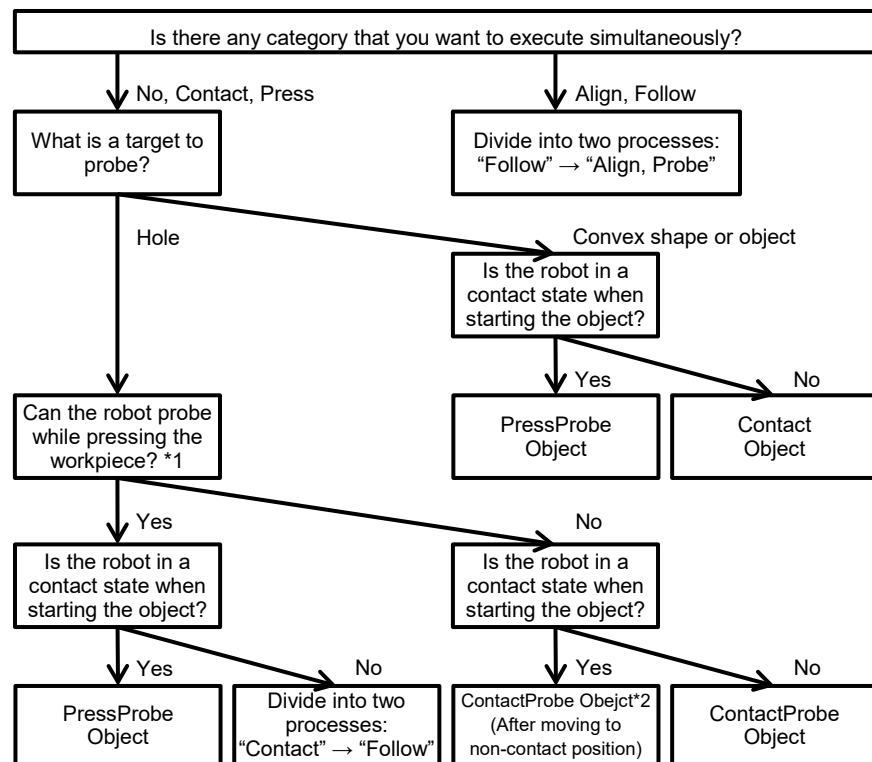 Is there any category that you want to execute simultaneously?
No, Contact, Press
Align, Follow
What is a target to
probe?
Divide into two processes:
“Follow” → “Align, Probe”
Hole
Convex shape or object
Is the robot in a
contact state when
starting the object?
Yes
No
Can the robot probe
while pressing the
workpiece? *1
PressProbe
Object
Contact
Object
Yes
No
Is the robot in a
contact state when
starting the object?
Is the robot in a
contact state when
starting the object?
Yes
No
Yes
No
PressProbe
Object
Divide into two
processes:
“Contact” → “Follow”
ContactProbe Obejct*2
(After moving to
non-contact position)
ContactProbe
Object